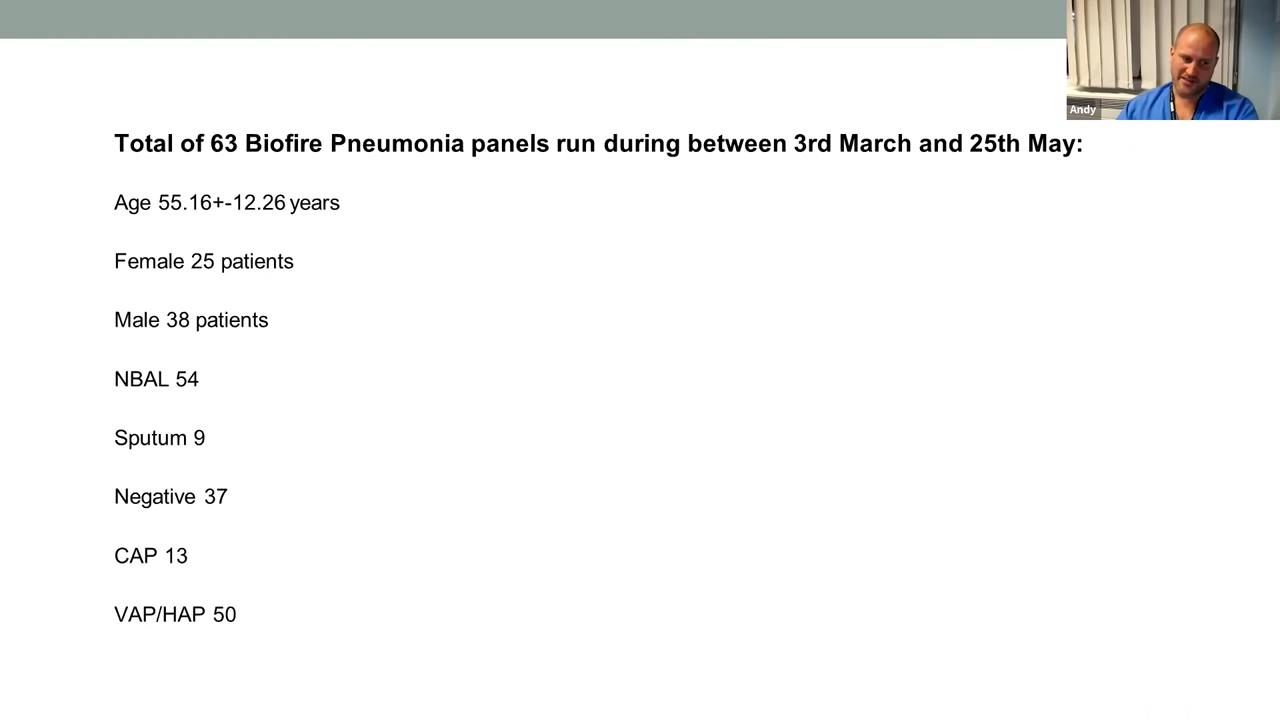 Andy
Total of 63 Biofire Pneumonia panels run during between 3rd March and 25th May:
Age 55.16+-12.26 years
Female 25 patients
Male 38 patients
NBAL 54
Sputum 9
Negative 37
CAP 13
VAP/HAP 50